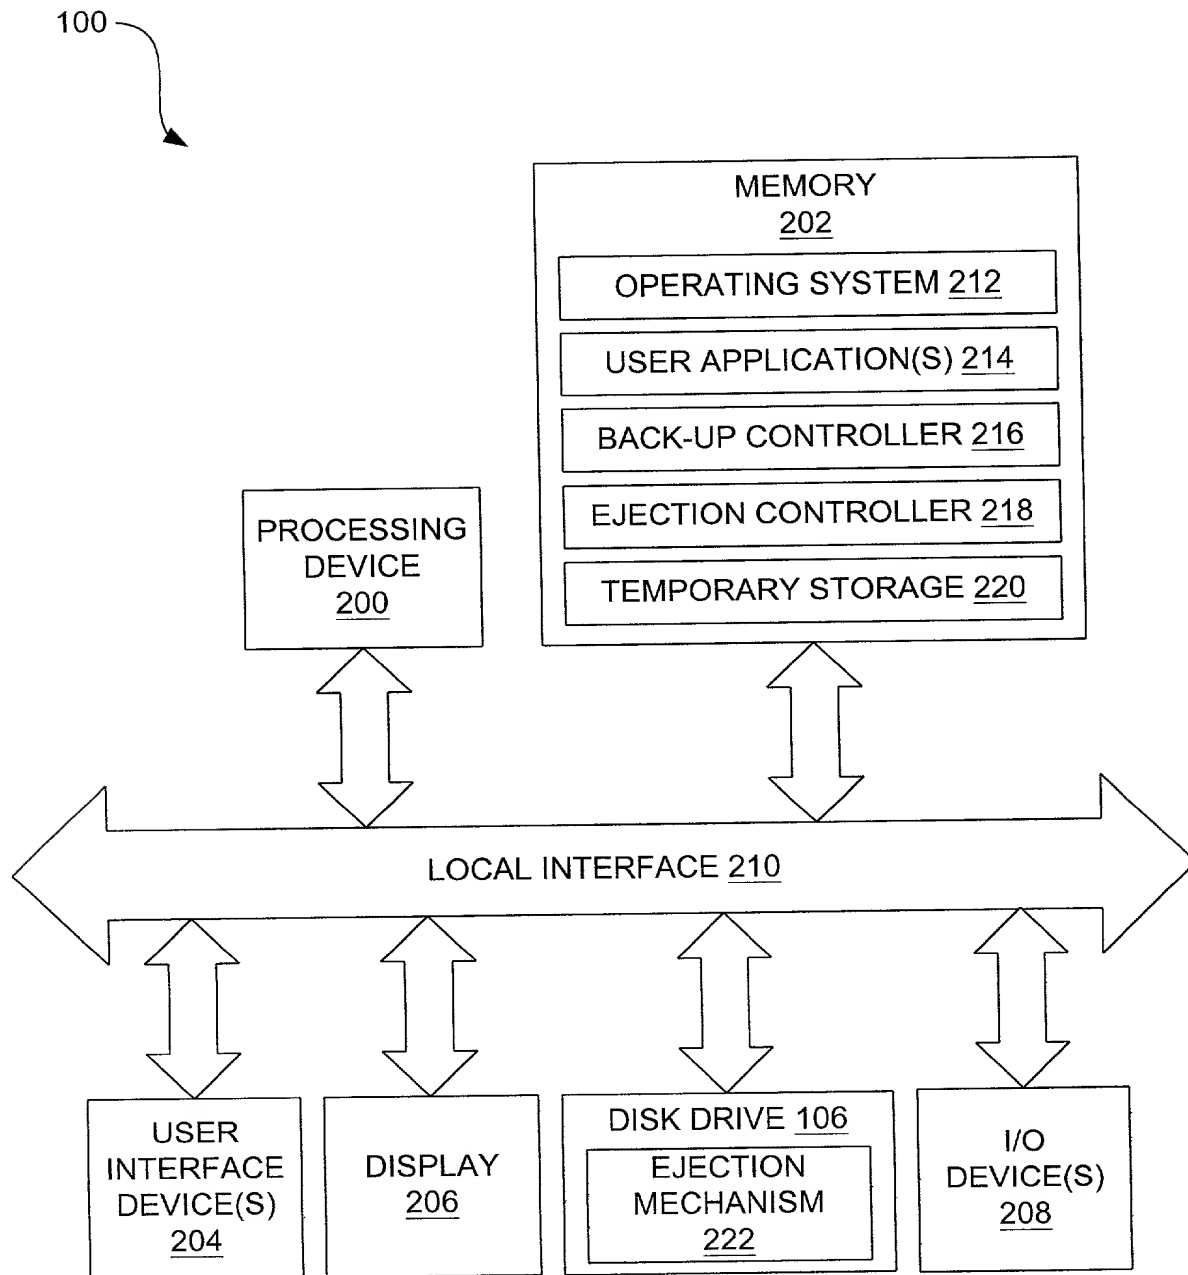 100
MEMORY
202
OPERATING SYSTEM 212
USER APPLICATION(S) 214
BACK-UP CONTROLLER 216
EJECTION CONTROLLER 218
TEMPORARY STORAGE 220
PROCESSING
DEVICE
200
LOCAL INTERFACE 210
USER
INTERFACE
DEVICE(S)
204
DISPLAY
206
DISK DRIVE 106
EJECTION
MECHANISM
222
I/O
DEVICE(S)
208